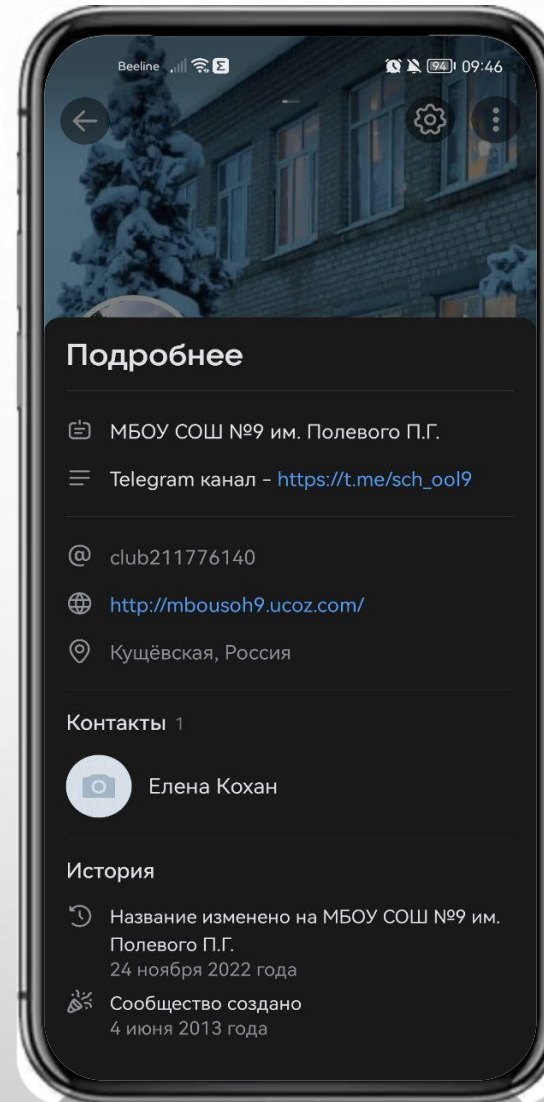 Beeline 09:46
94
Подробнее
МБОУ СОШ №9 им. Полевого П.Г.
Telegram канал – https://t.me/sch_ool9
@ club211776140
http://mbousoh9.ucoz.com/
Кущёвская, Россия
Контакты 1
Елена Кохан
История
Название изменено на МБОУ СОШ №9 им.
Полевого П.Г.
24 ноября 2022 года
Сообщество создано
4 июня 2013 года